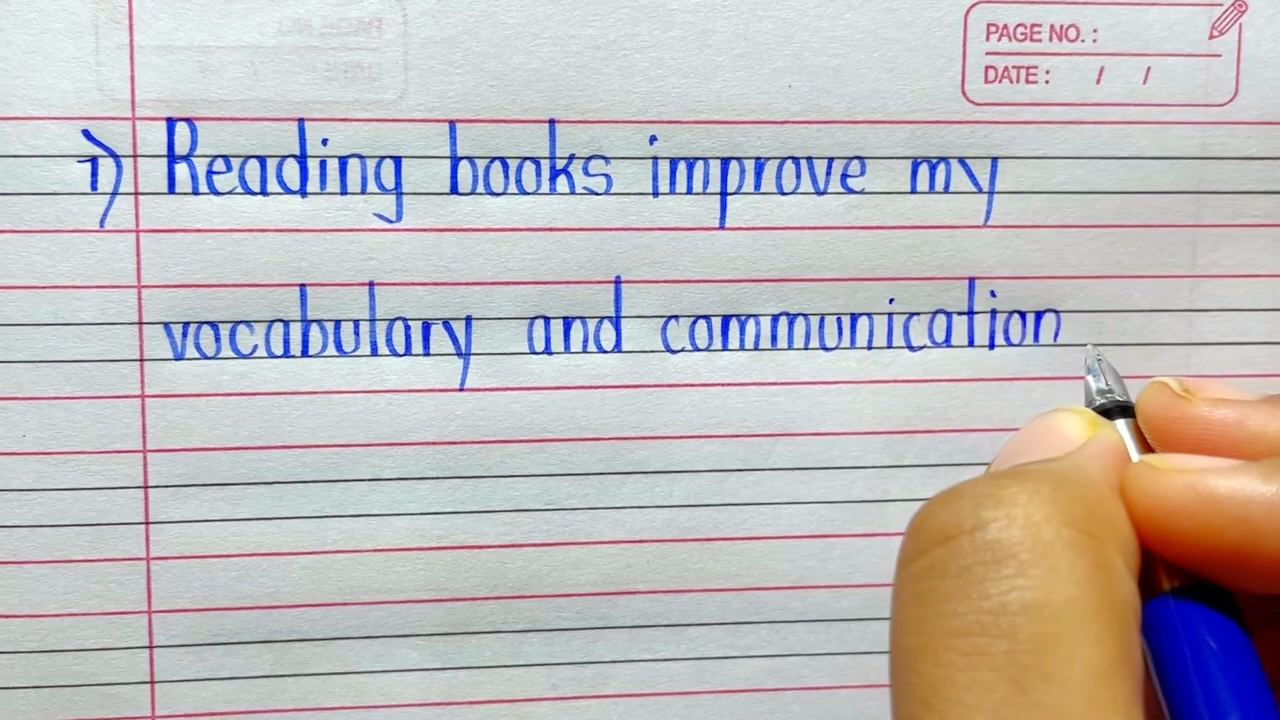 PAGE NO. :
DATE : / /
1) Reading books improve my
vocabulary and communication